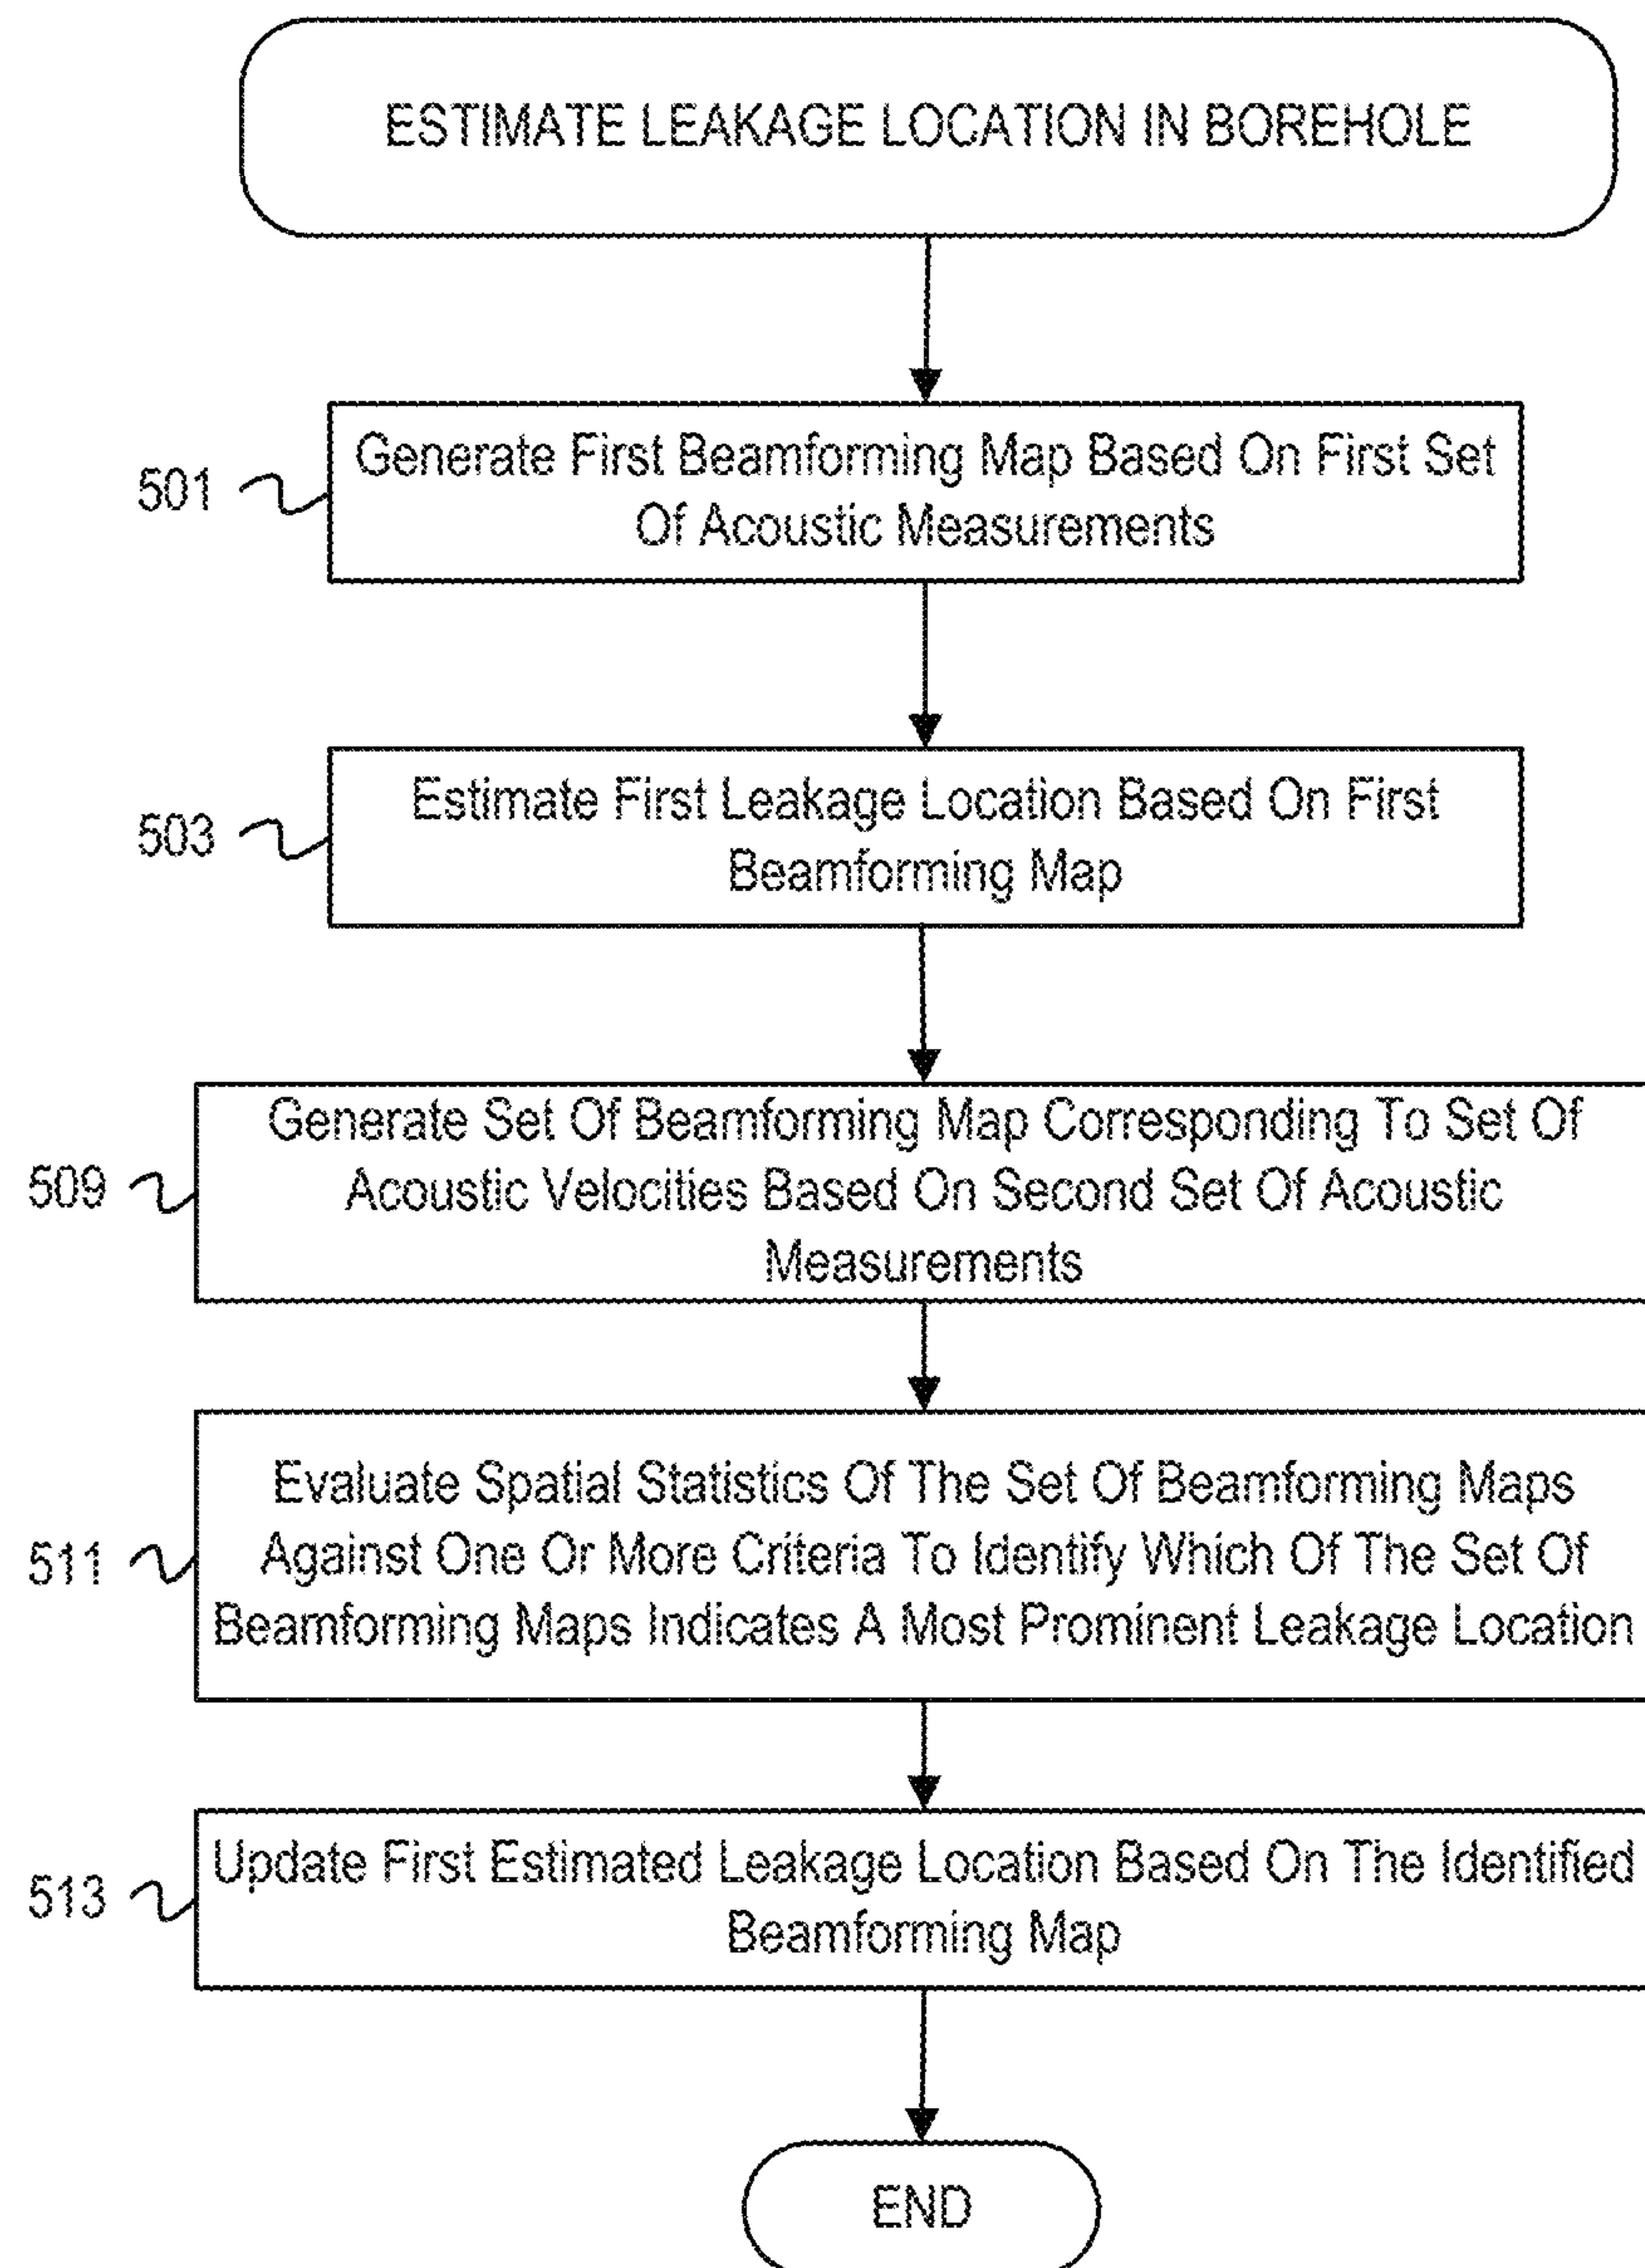 ESTIMATE LEAKAGE LOCATION IN BOREHOLE
501
Generate First Beamforming Map Based On First Set
Of Acoustic Measurements
503
Estimate First Leakage Location Based On First
Beamforming Map
509
Generate Set Of Beamforming Map Corresponding To Set Of
Acoustic Velocities Based On Second Set Of Acoustic
Measurements
511
Evaluate Spatial Statistics Of The Set Of Beamforming Maps
Against One Or More Criteria To Identify Which Of The Set Of
Beamforming Maps Indicates A Most Prominent Leakage Location
513
Update First Estimated Leakage Location Based On The Identified
Beamforming Map
END